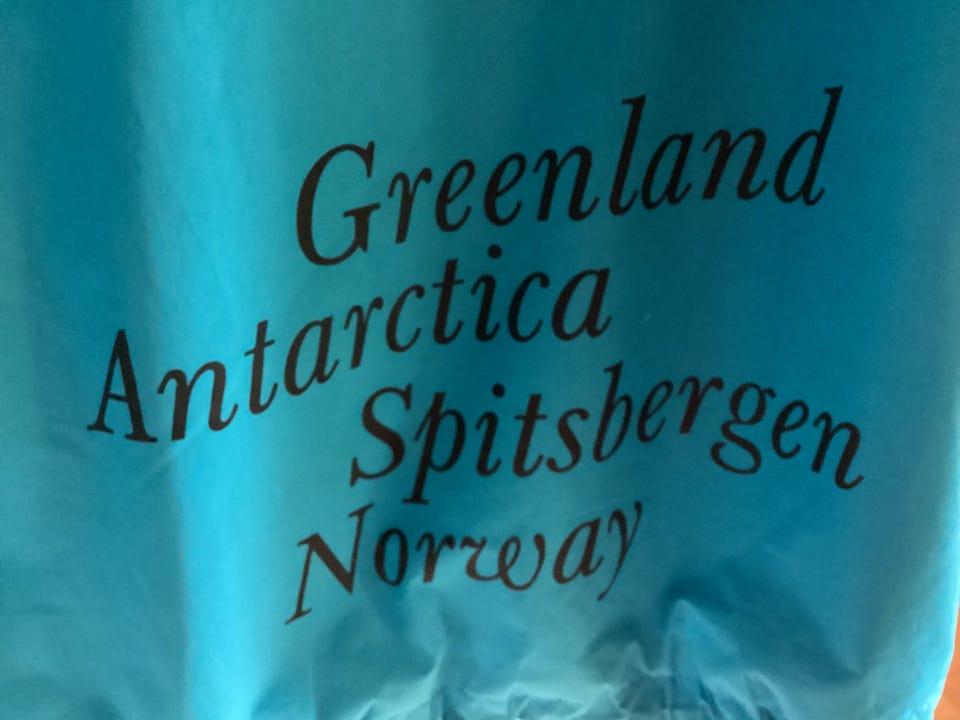 Greenland
Antarctica
Spitsbergen
Norway